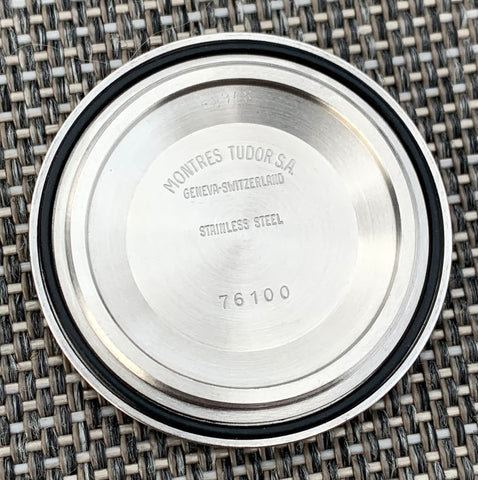 MONTRES TUDOR S.A.
GENEVA-SWITZERLAND
STAINLESS STEEL
76100